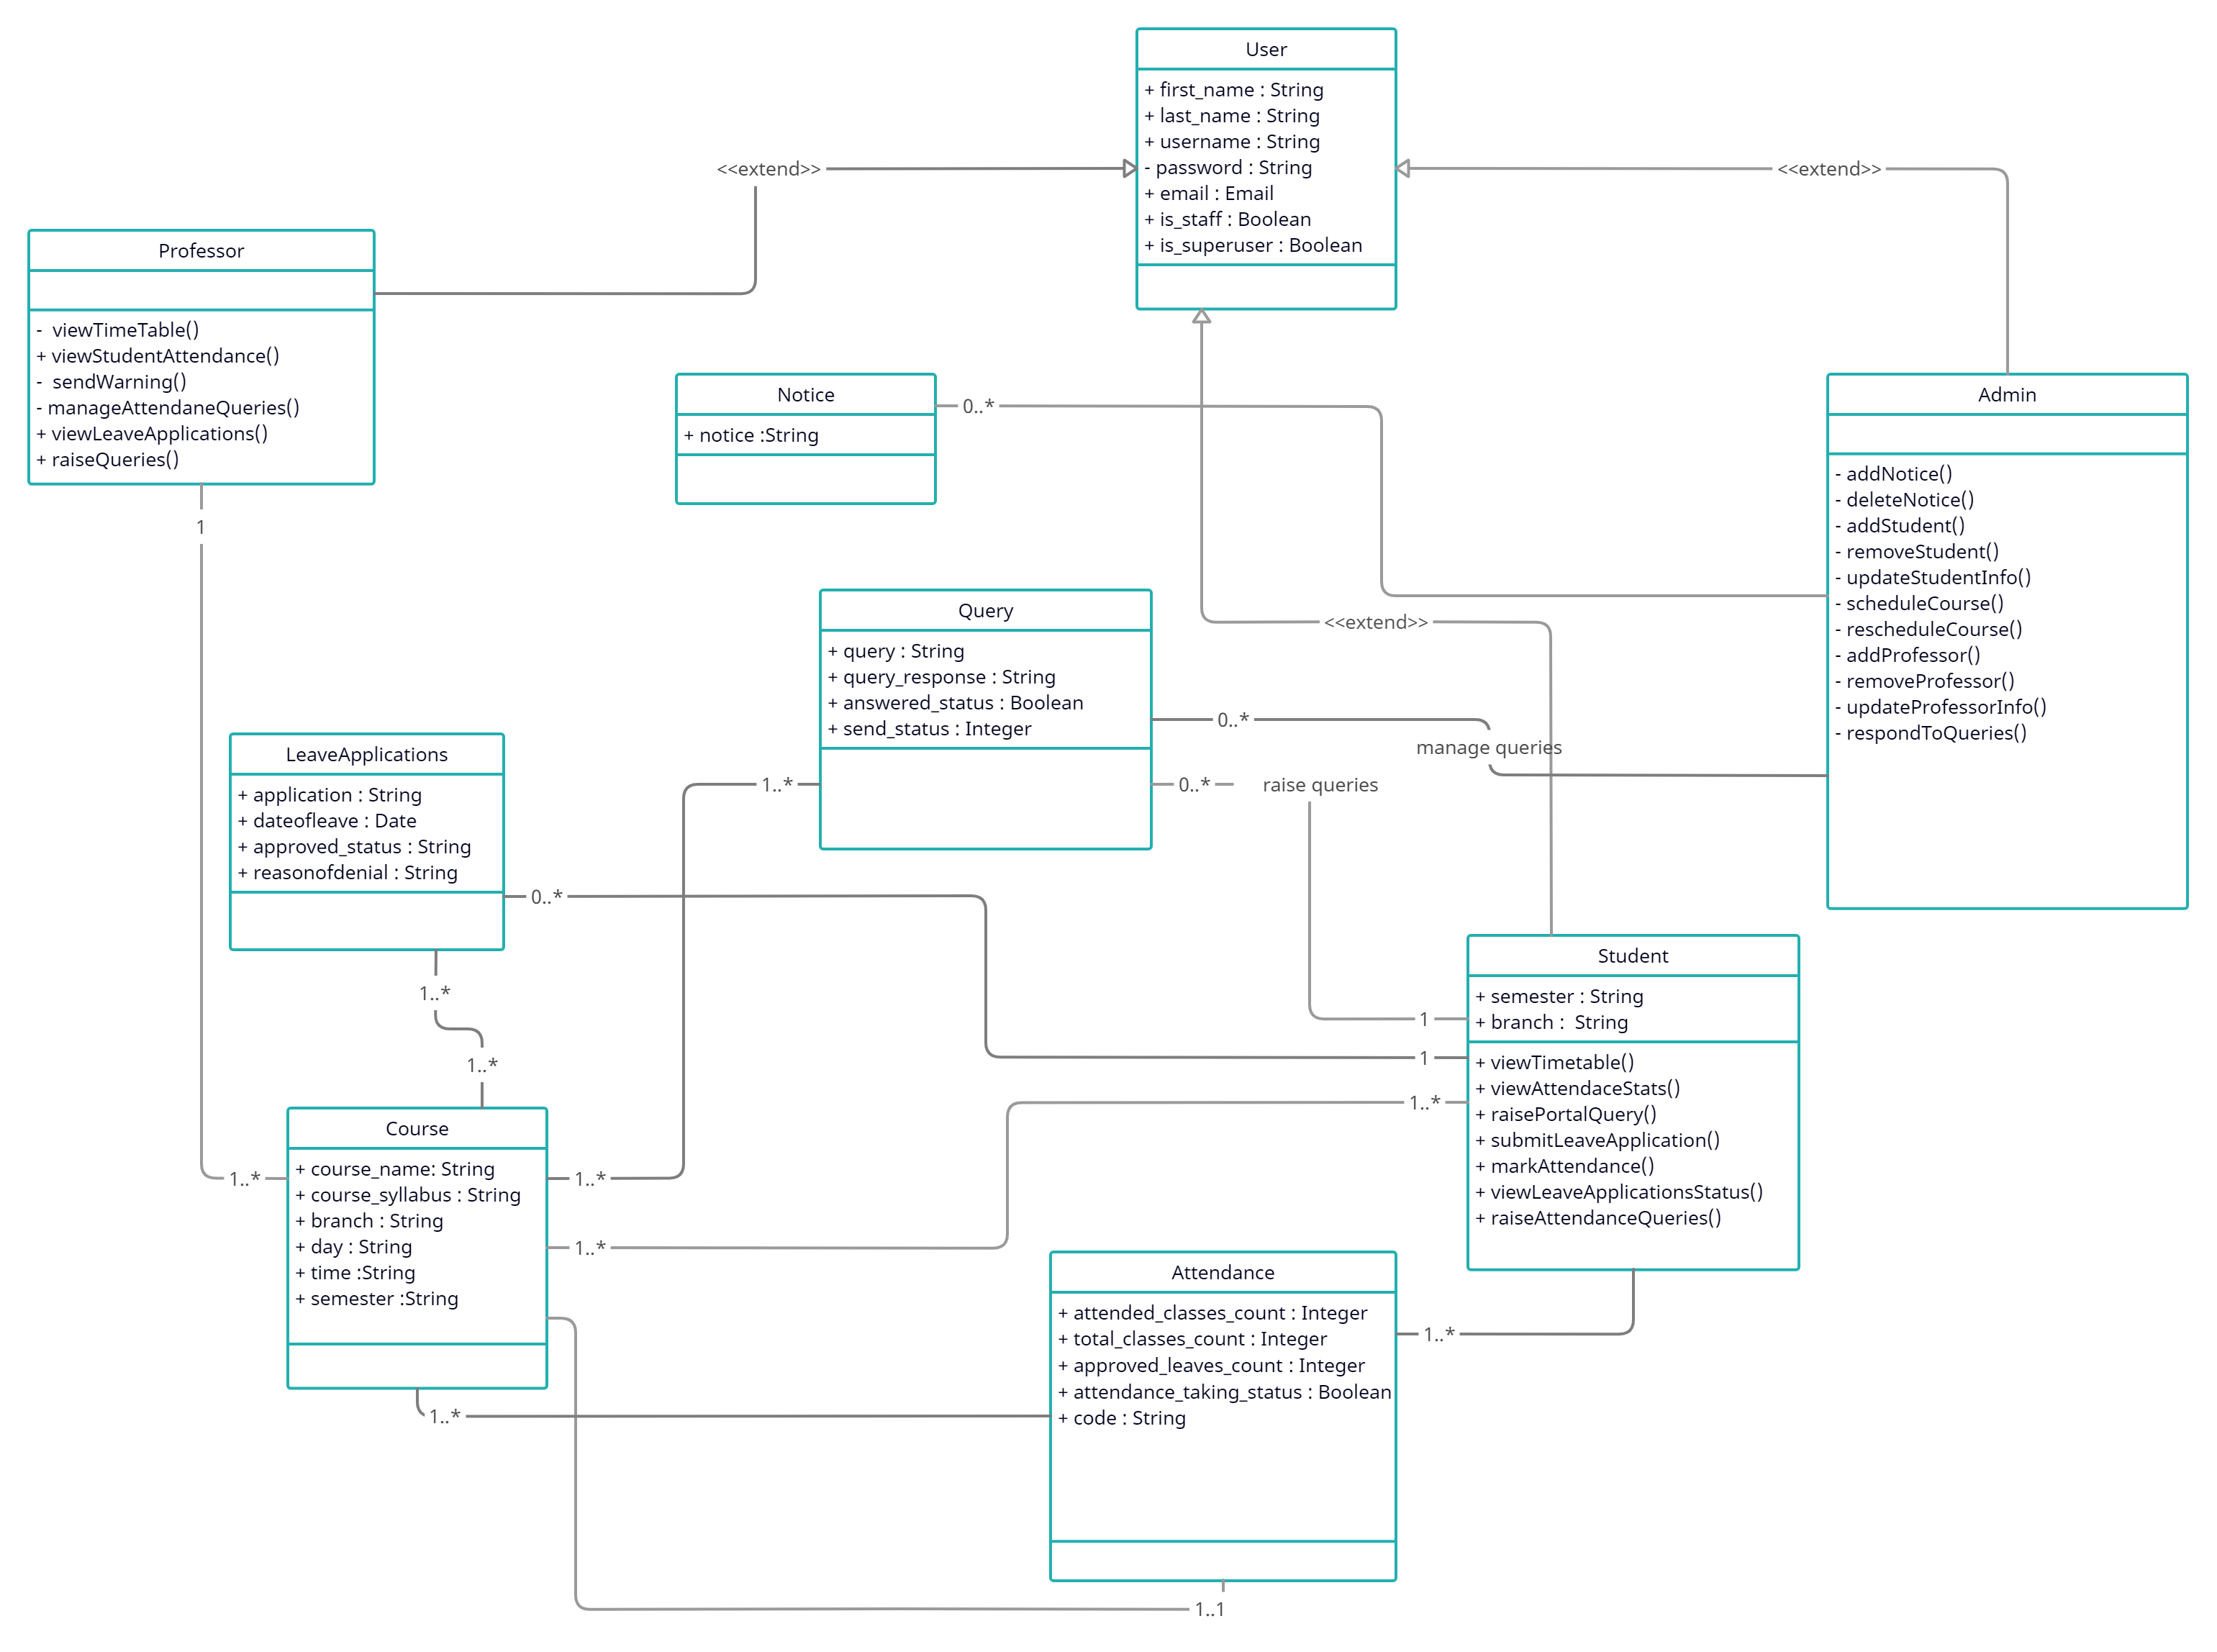 User
+ first_name : String
+ last_name : String
+ username : String
- password : String
+ email : Email
+ is_staff : Boolean
+ is_superuser : Boolean
<<extend>>
<<extend>>
Professor
-  viewTimeTable()
+ viewStudentAttendance()
-  sendWarning()
- manageAttendaneQueries()
+ viewLeaveApplications()
+ raiseQueries()
1
Notice
+ notice :String
0..*
Admin
- addNotice()
- deleteNotice()
- addStudent()
- removeStudent()
- updateStudentInfo()
- scheduleCourse()
- rescheduleCourse()
- addProfessor()
- removeProfessor()
- updateProfessorInfo()
- respondToQueries()
<<extend>>
Query
+ query : String
+ query_response : String
+ answered_status : Boolean
+ send_status : Integer
0..*
manage queries
1..*
0..*
raise queries
LeaveApplications
+ application : String
+ dateofleave : Date
+ approved_status : String
+ reasonofdenial : String
0..*
1..*
1..*
Student
+ semester : String
+ branch :  String
+ viewTimetable()
+ viewAttendaceStats()
+ raisePortalQuery()
+ submitLeaveApplication()
+ markAttendance()
+ viewLeaveApplicationsStatus()
+ raiseAttendanceQueries()
1
1
1..*
Course
+ course_name: String
+ course_syllabus : String
+ branch : String
+ day : String
+ time :String
+ semester :String
1..*
1..*
1..*
Attendance
+ attended_classes_count : Integer
+ total_classes_count : Integer
+ approved_leaves_count : Integer
+ attendance_taking_status : Boolean
+ code : String
1..*
1..*
1..1